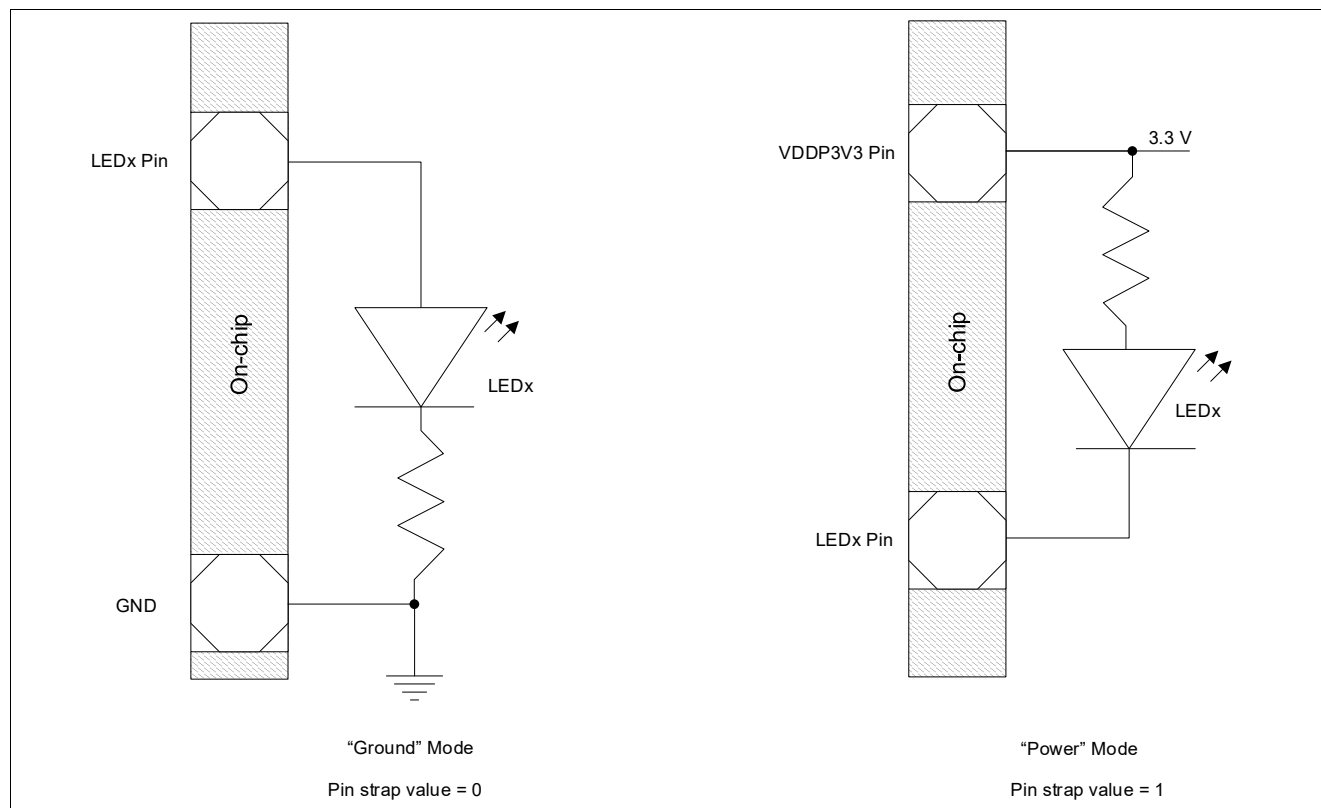 LEDx Pin
On-chip
LEDx
GND
“Ground” Mode
Pin strap value = 0
VDDP3V3 Pin
3.3 V
On-chip
LEDx
LEDx Pin
“Power” Mode
Pin strap value = 1